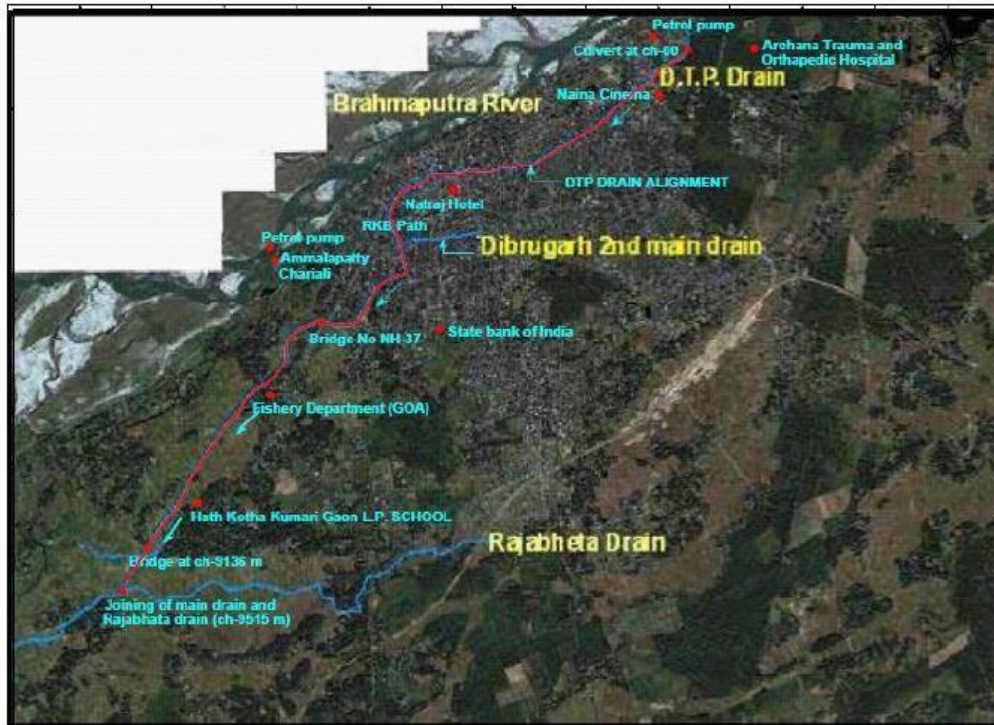 Petrol pump
Culvert at ch-00
Archana Trauma and
Orthapedic Hospital
D.T.P. Drain
Naina Cinema
Brahmaputra River
DTP DRAIN ALIGNMENT
Natraj Hotel
RKB Path
Petrol pump
Ammalapatty
Chariali
Dibrugarh 2nd main drain
State bank of India
Bridge No NH-37
Fishery Department (GOA)
Hath Kotha Kumari Gaon L.P. SCHOOL
Rajabheta Drain
Bridge at ch-9136 m
Joining of main drain and
Rajabhata drain (ch-9515 m)